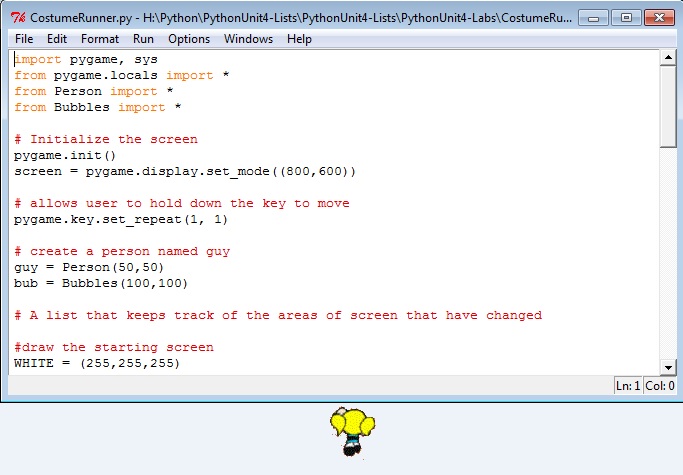 CostumeRunner.py - H:\Python\PythonUnit4-Lists\PythonUnit4-Lists\PythonUnit4-Labs\CostumeRu...
File Edit Format Run Options Windows Help
import pygame, sys
from pygame.locals import *
from Person import *
from Bubbles import *
# Initialize the screen
pygame.init()
screen = pygame.display.set_mode((800,600))
# allows user to hold down the key to move
pygame.key.set_repeat(1, 1)
# create a person named guy
guy = Person(50,50)
bub = Bubbles(100,100)
# A list that keeps track of the areas of screen that have changed
#draw the starting screen
WHITE = (255,255,255)
Ln: 1 Col: 0